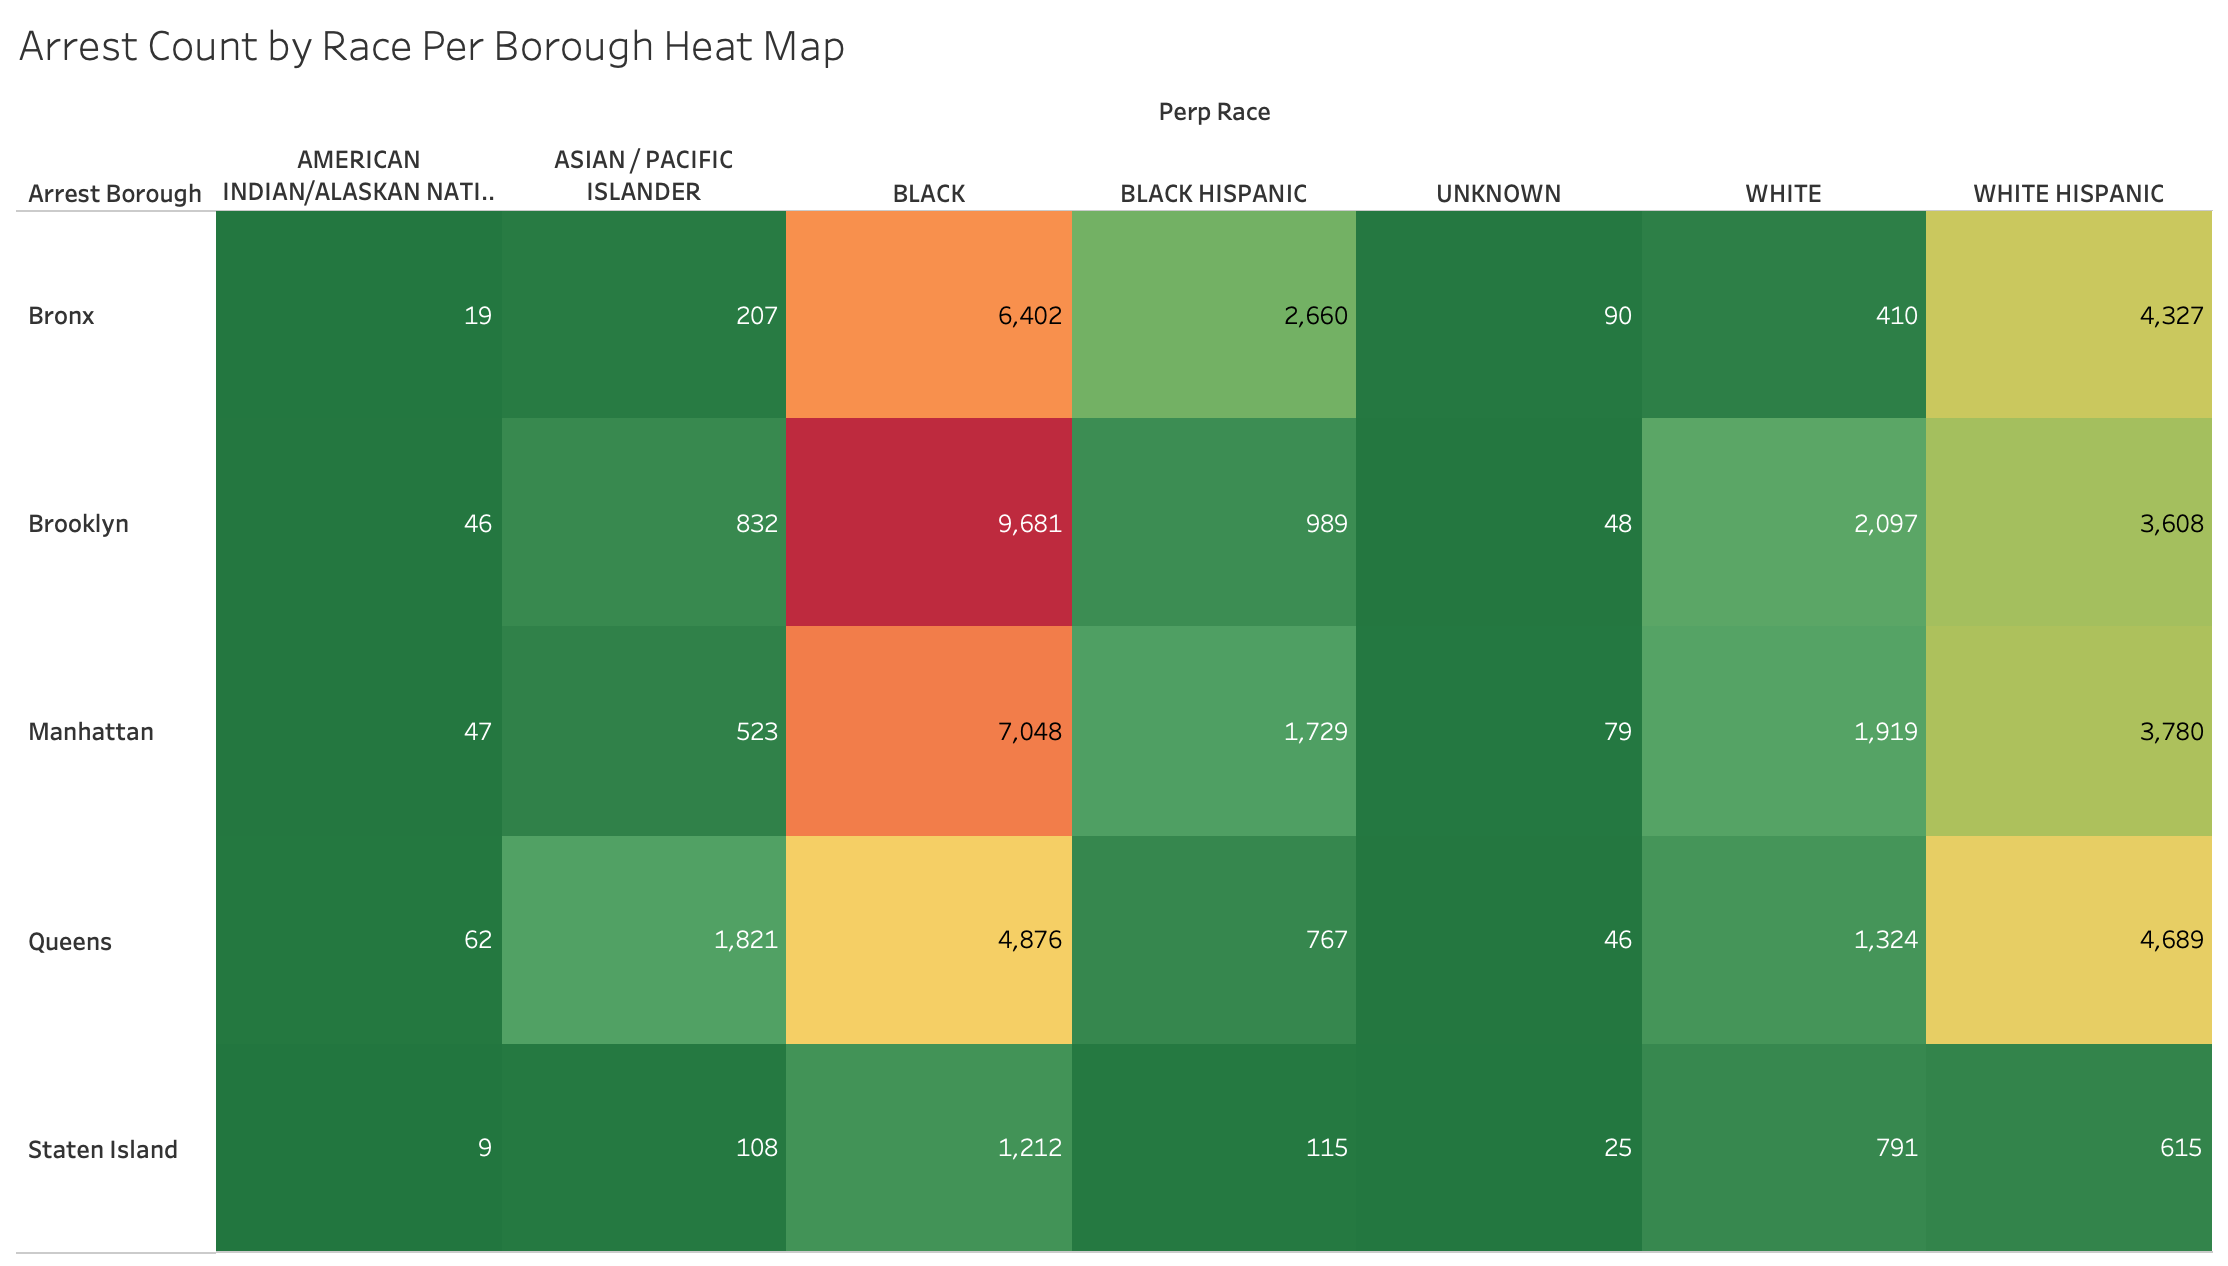 Arrest Count by Race Per Borough Heat Map
Perp Race
Arrest Borough AMERICAN INDIAN/ALASKAN NATI.. ASIAN / PACIFIC ISLANDER BLACK BLACK HISPANIC UNKNOWN WHITE WHITE HISPANIC
Bronx 19 207 6,402 2,660 90 410 4,327
Brooklyn 46 832 9,681 989 48 2,097 3,608
Manhattan 47 523 7,048 1,729 79 1,919 3,780
Queens 62 1,821 4,876 767 46 1,324 4,689
Staten Island 9 108 1,212 115 25 791 615